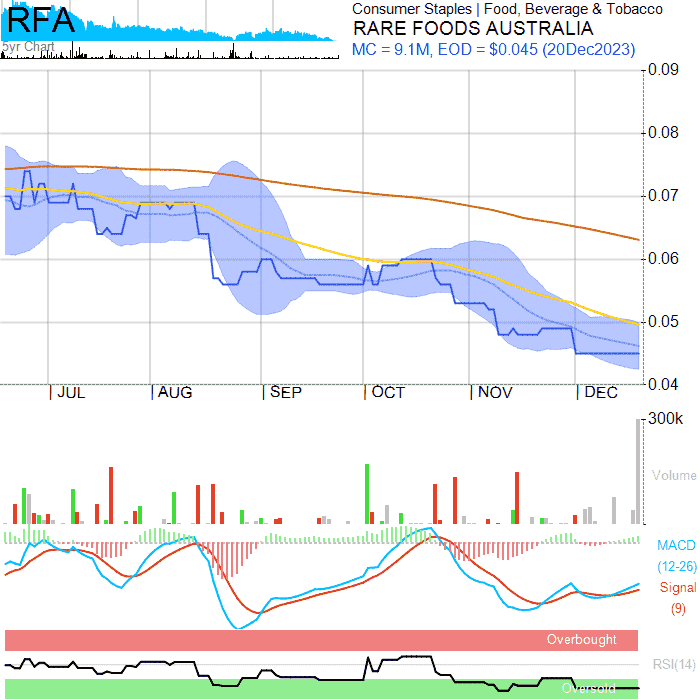 RFA
5yr Chart
Consumer Staples | Food, Beverage & Tobacco
RARE FOODS AUSTRALIA
MC = 9.1M, EOD = $0.045 (20Dec2023)
0.09
0.08
0.07
0.06
0.05
0.04
JUL AUG SEP OCT NOV DEC
300k
Volume
MACD
(12-26)
Signal
(9)
Overbought
RSI(14)
Oversold